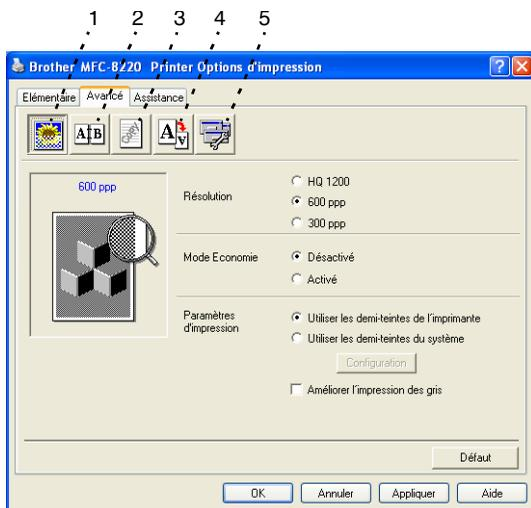 1 2 3 4 5
Brother MFC-8220 Printer Options d'impression
Elémentaire Avancé Assistance
600 ppp
Résolution
HQ 1200
600 ppp
300 ppp
Mode Economie
Désactivé
Activé
Paramètres
d'impression
Utiliser les demi-teintes de l'imprimante
Utiliser les demi-teintes du système
Configuration
Améliorer l'impression des gris
Défaut
OK Annuler Appliquer Aide